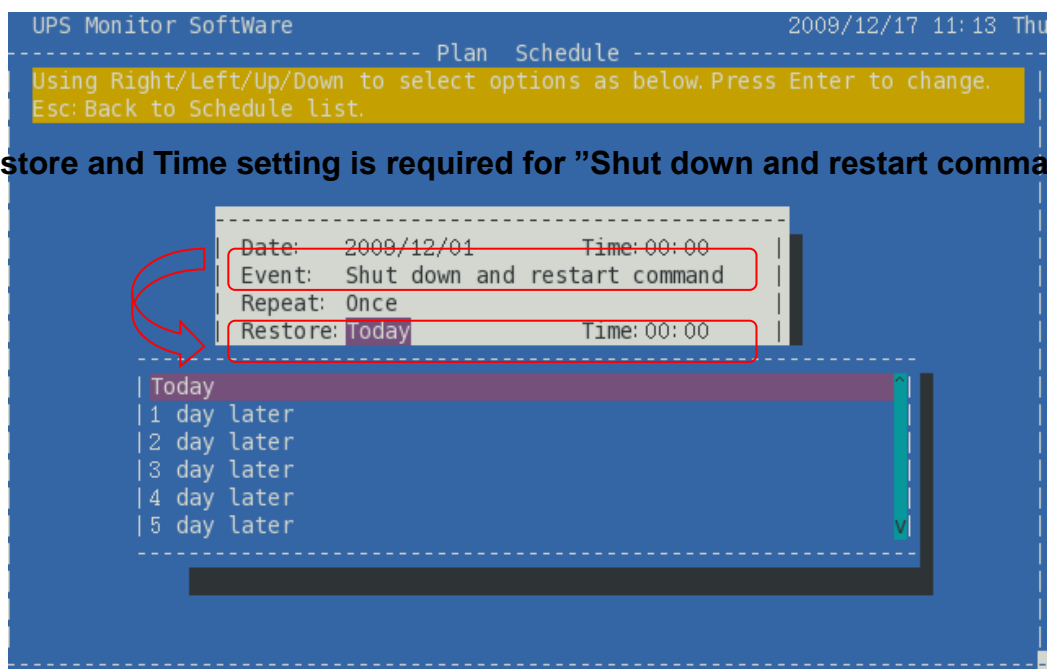 UPS Monitor SoftWare 2009/12/17 11:13 Thu
Plan Schedule
Using Right/Left/Up/Down to select options as below. Press Enter to change.
Esc: Back to Schedule list.
store and Time setting is required for ”Shut down and restart comma
Date: 2009/12/01 Time: 00:00
Event: Shut down and restart command
Repeat: Once
Restore: Today Time: 00:00
Today
1 day later
2 day later
3 day later
4 day later
5 day later